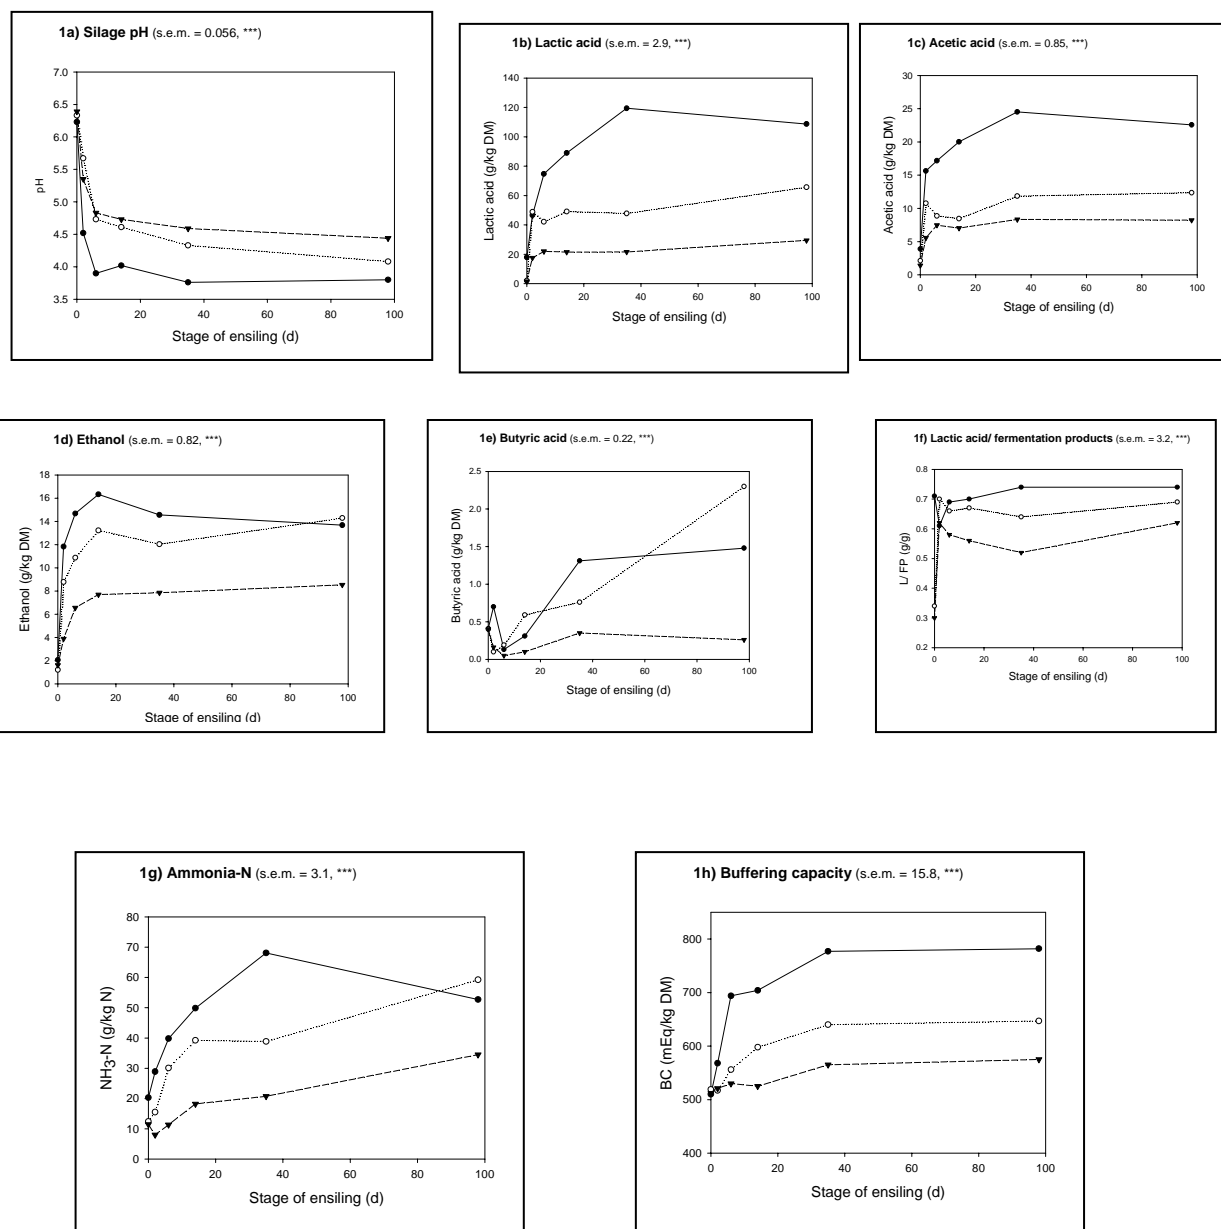 1a) Silage pH (s.e.m. = 0.056, ***)
7.0
6.5
6.0
5.5
5.0
4.5
4.0
3.5
pH
0 20 40 60 80 100
Stage of ensiling (d)
1b) Lactic acid (s.e.m. = 2.9, ***)
140
120
100
80
60
40
20
0
Lactic acid (g/kg DM)
0 20 40 60 80 100
Stage of ensiling (d)
1c) Acetic acid (s.e.m. = 0.85, ***)
30
25
20
15
10
5
0
Acetic acid (g/kg DM)
0 20 40 60 80 100
Stage of ensiling (d)
1d) Ethanol (s.e.m. = 0.82, ***)
18
16
14
12
10
8
6
4
2
0
Ethanol (g/kg DM)
0 20 40 60 80 100
Stage of ensiling (d)
1e) Butyric acid (s.e.m. = 0.22, ***)
2.5
2.0
1.5
1.0
0.5
0.0
Butyric acid (g/kg DM)
0 20 40 60 80 100
Stage of ensiling (d)
1f) Lactic acid/ fermentation products (s.e.m. = 3.2, ***)
0.8
0.7
0.6
0.5
0.4
0.3
0.2
L/ FP (g/g)
0 20 40 60 80 100
Stage of ensiling (d)
1g) Ammonia-N (s.e.m. = 3.1, ***)
80
70
60
50
40
30
20
10
0
NH3-N (g/kg N)
0 20 40 60 80 100
Stage of ensiling (d)
1h) Buffering capacity (s.e.m. = 15.8, ***)
800
700
600
500
400
BC (mEq/kg DM)
0 20 40 60 80 100
Stage of ensiling (d)